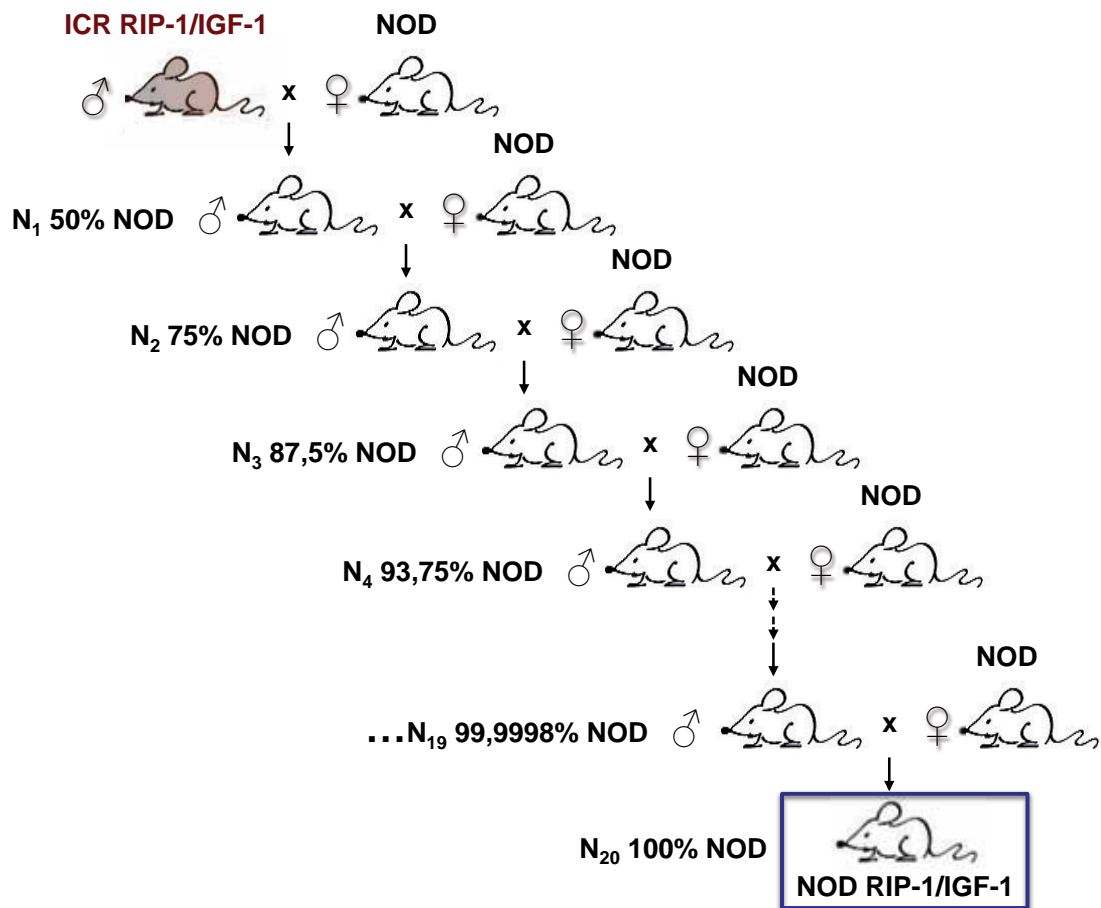 ICR RIP-1/IGF-1 NOD
♂ x ♀
NOD
N₁ 50% NOD ♂ x ♀
NOD
N₂ 75% NOD ♂ x ♀
NOD
N₃ 87,5% NOD ♂ x ♀
NOD
N₄ 93,75% NOD ♂ x ♀
NOD
...N₁₉ 99,9998% NOD ♂ x ♀
N₂₀ 100% NOD
NOD RIP-1/IGF-1